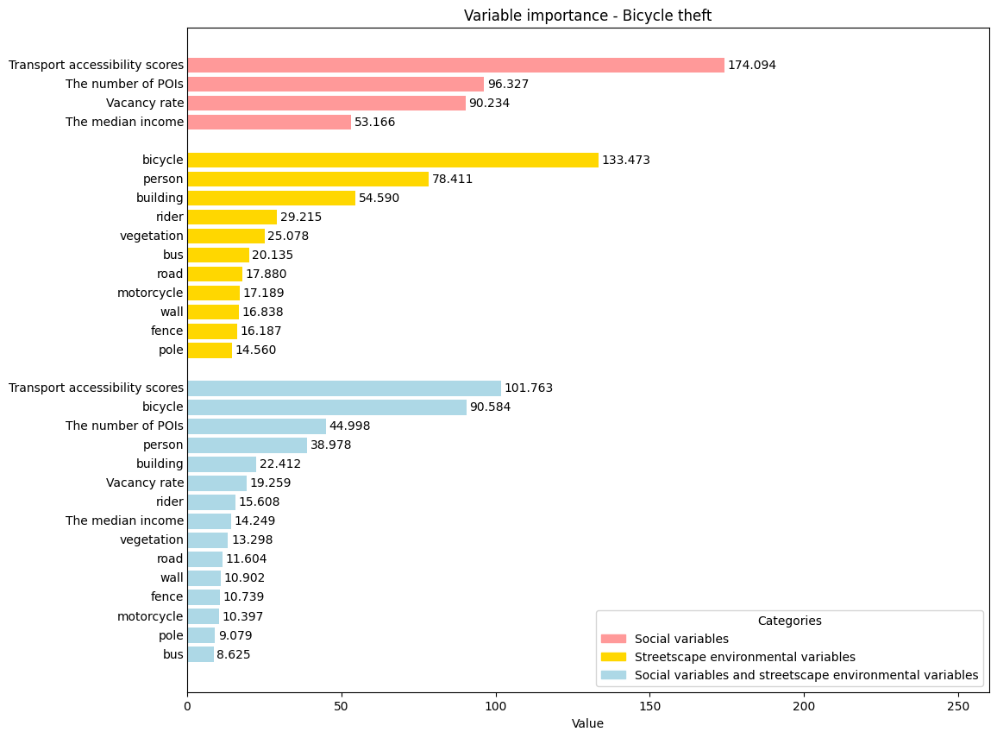 Variable importance - Bicycle theft
Transport accessibility scores 174.094
The number of POIs 96.327
Vacancy rate 90.234
The median income 53.166
bicycle 133.473
person 78.411
building 54.590
rider 29.215
vegetation 25.078
bus 20.135
road 17.880
motorcycle 17.189
wall 16.838
fence 16.187
pole 14.560
Transport accessibility scores 101.763
bicycle 90.584
The number of POIs 44.998
person 38.978
building 22.412
Vacancy rate 19.259
rider 15.608
The median income 14.249
vegetation 13.298
road 11.604
wall 10.902
fence 10.739
motorcycle 10.397
pole 9.079
bus 8.625
Categories
Social variables
Streetscape environmental variables
Social variables and streetscape environmental variables
0 50 100 150 200 250
Value